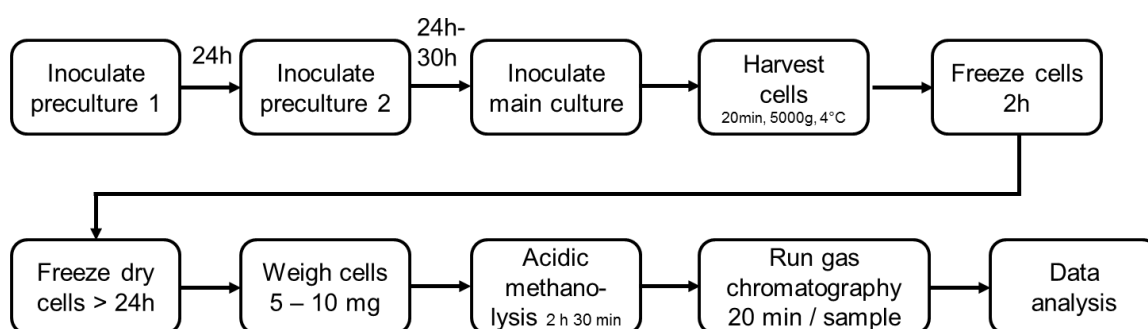 Inoculate
preculture 1
24h
Inoculate
preculture 2
24h-
30h
Inoculate
main culture
Harvest
cells
20min, 5000g, 4°C
Freeze cells
2h
Freeze dry
cells > 24h
Weigh cells
5 – 10 mg
Acidic
methano-
lysis 2 h 30 min
Run gas
chromatography
20 min / sample
Data
analysis